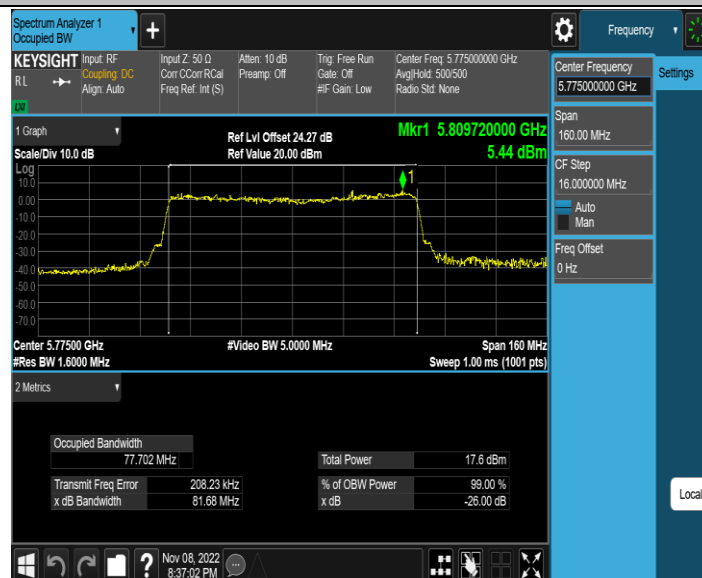 Spectrum Analyzer 1
Occupied BW
Frequency
KEYSIGHT
RL
LV
Input: RF
Coupling: DC
Align: Auto
Input Z: 50 Ω
Corr CCorr RCal
Freq Ref: Int (S)
Atten: 10 dB
Preamp: Off
Trig: Free Run
Gate: Off
#IF Gain: Low
Center Freq: 5.775000000 GHz
Avg|Hold: 500/500
Radio Std: None
Center Frequency
5.775000000 GHz
Settings
Span
160.00 MHz
CF Step
16.000000 MHz
Auto
Man
Freq Offset
0 Hz
Local
1 Graph
Scale/Div 10.0 dB
Ref Lvl Offset 24.27 dB
Ref Value 20.00 dBm
Mkr1 5.809720000 GHz
5.44 dBm
Log
10.0
0.00
-10.0
-20.0
-30.0
-40.0
-50.0
-60.0
-70.0
1
Center 5.77500 GHz
#Res BW 1.6000 MHz
#Video BW 5.0000 MHz
Span 160 MHz
Sweep 1.00 ms (1001 pts)
2 Metrics
Occupied Bandwidth
77.702 MHz
Total Power 17.6 dBm
Transmit Freq Error 208.23 kHz
% of OBW Power 99.00 %
x dB Bandwidth 81.68 MHz
x dB -26.00 dB
?
Nov 08, 2022
8:37:02 PM